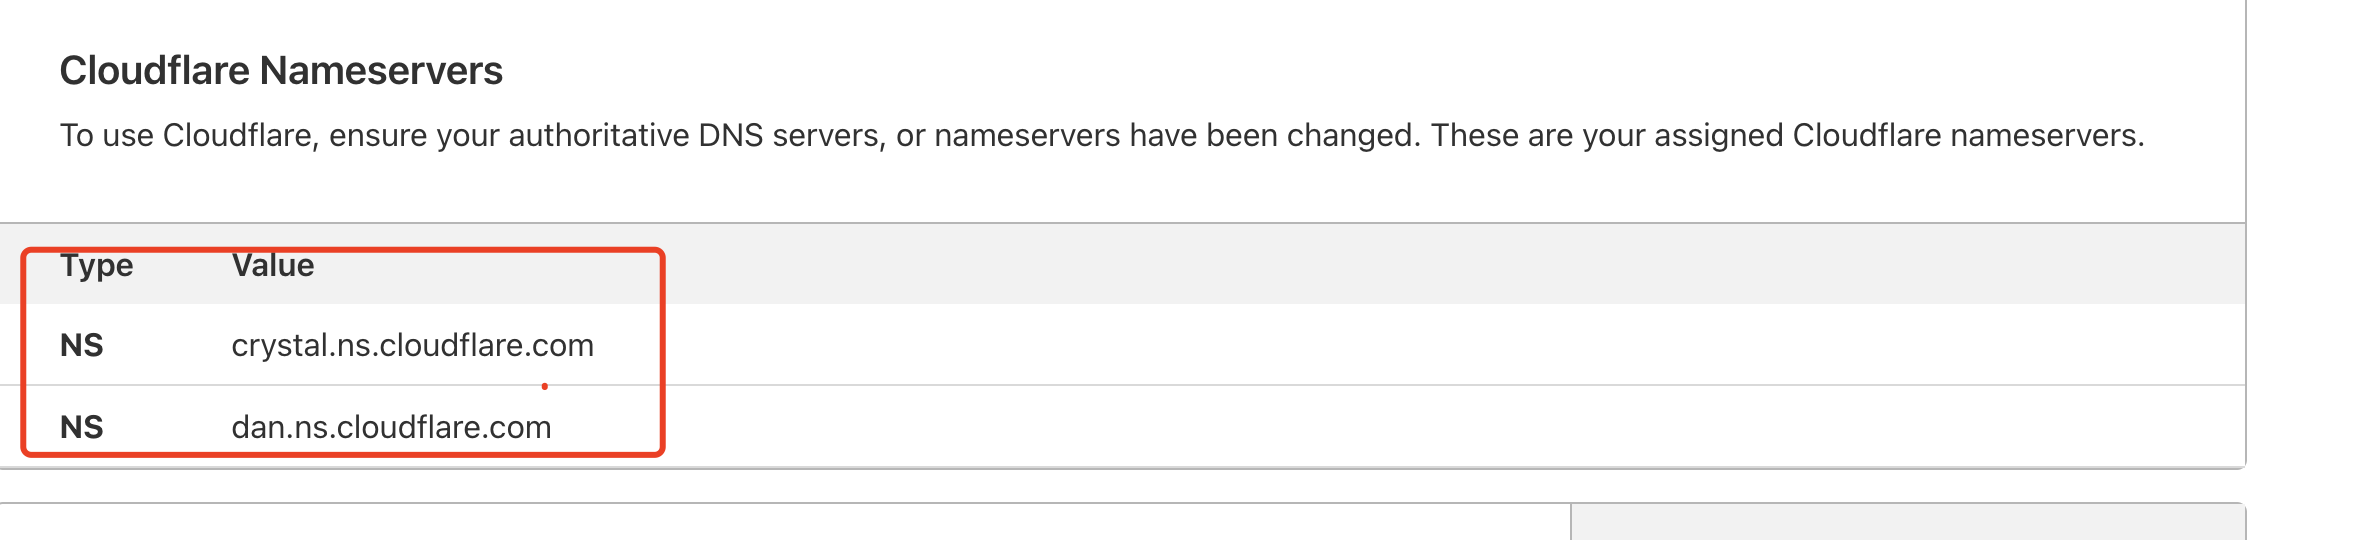 Cloudflare Nameservers
To use Cloudflare, ensure your authoritative DNS servers, or nameservers have been changed. These are your assigned Cloudflare nameservers.
Type Value
NS crystal.ns.cloudflare.com
NS dan.ns.cloudflare.com